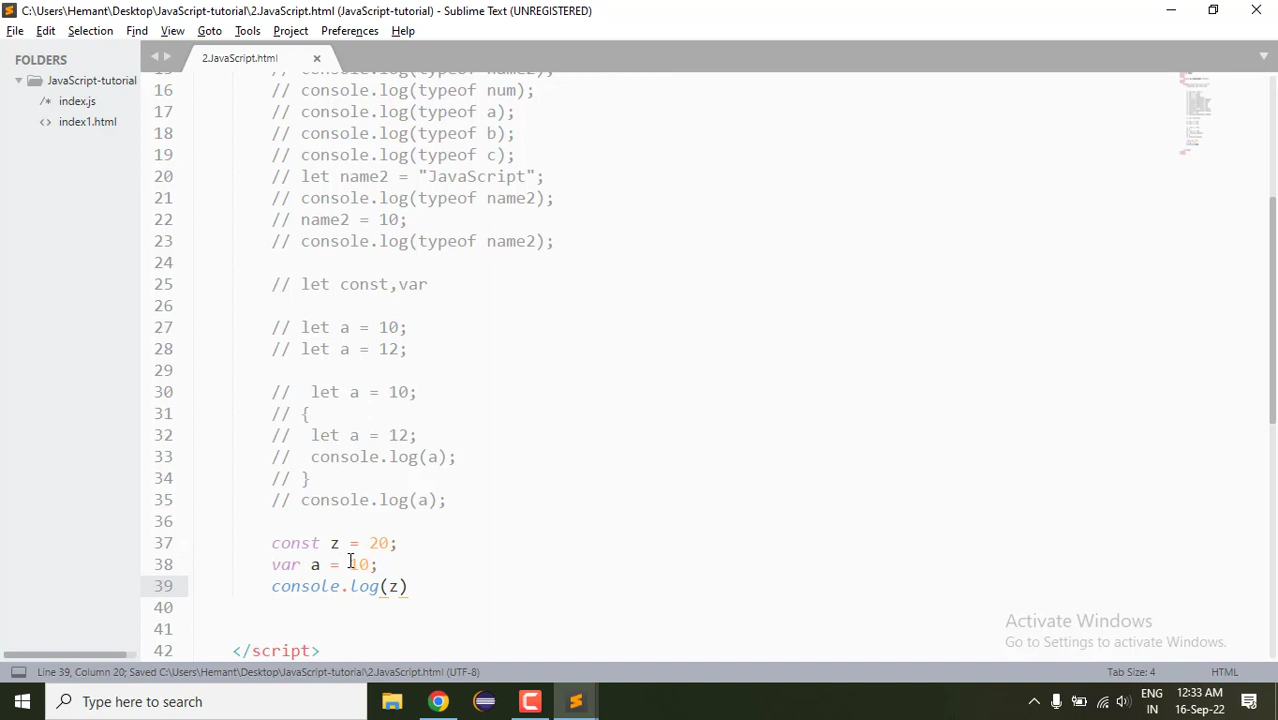 C:\Users\Hemant\Desktop\JavaScript-tutorial\2.JavaScript.html (JavaScript-tutorial) - Sublime Text (UNREGISTERED)
File Edit Selection Find View Goto Tools Project Preferences Help
FOLDERS
JavaScript-tutorial
/* index.js
<> index1.html
2.JavaScript.html
15 // console.log(typeof name2);
16 // console.log(typeof num);
17 // console.log(typeof a);
18 // console.log(typeof b);
19 // console.log(typeof c);
20 // let name2 = "JavaScript";
21 // console.log(typeof name2);
22 // name2 = 10;
23 // console.log(typeof name2);
24
25 // let const,var
26
27 // let a = 10;
28 // let a = 12;
29
30 //  let a = 10;
31 // {
32 //  let a = 12;
33 //  console.log(a);
34 // }
35 // console.log(a);
36
37 const z = 20;
38 var a = 10;
39 console.log(z)
40
41
42 </script>
Activate Windows
Go to Settings to activate Windows.
Line 39, Column 20; Saved C:\Users\Hemant\Desktop\JavaScript-tutorial\2.JavaScript.html (UTF-8)
Tab Size: 4
HTML
Type here to search
ENG
IN
12:33 AM
16-Sep-22